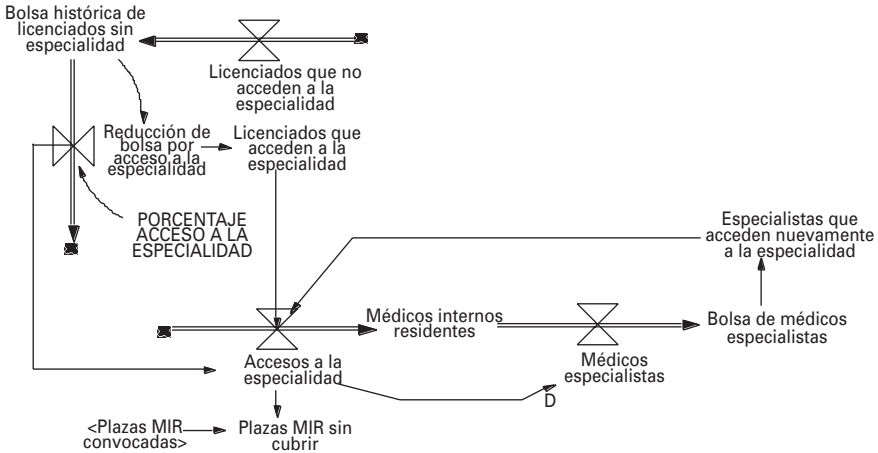 Bolsa histórica de
licenciados sin
especialidad
Licenciados que no
acceden a la
especialidad
Reducción de
bolsa por
acceso a la
especialidad
Licenciados que
acceden a la
especialidad
PORCENTAJE
ACCESO A LA
ESPECIALIDAD
Especialistas que
acceden nuevamente
a la especialidad
Médicos internos
residentes
Bolsa de médicos
especialistas
Accesos a la
especialidad
Médicos
especialistas
D
<Plazas MIR
convocadas>
Plazas MIR sin
cubrir